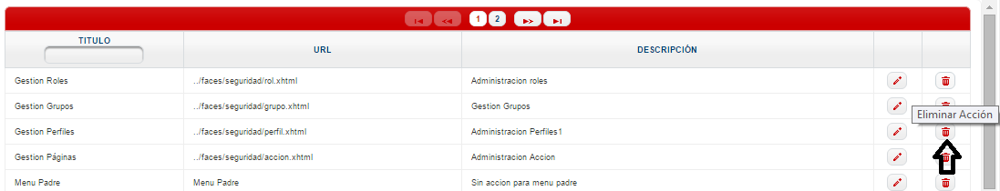 1 2
TITULO URL DESCRIPCIÓN
Gestion Roles ../faces/seguridad/rol.xhtml Administracion roles
Gestion Grupos ../faces/seguridad/grupo.xhtml Gestion Grupos
Eliminar Acción
Gestion Perfiles ../faces/seguridad/perfil.xhtml Administracion Perfiles1
Gestion Páginas ../faces/seguridad/accion.xhtml Administracion Accion
Menu Padre Menu Padre Sin accion para menu padre